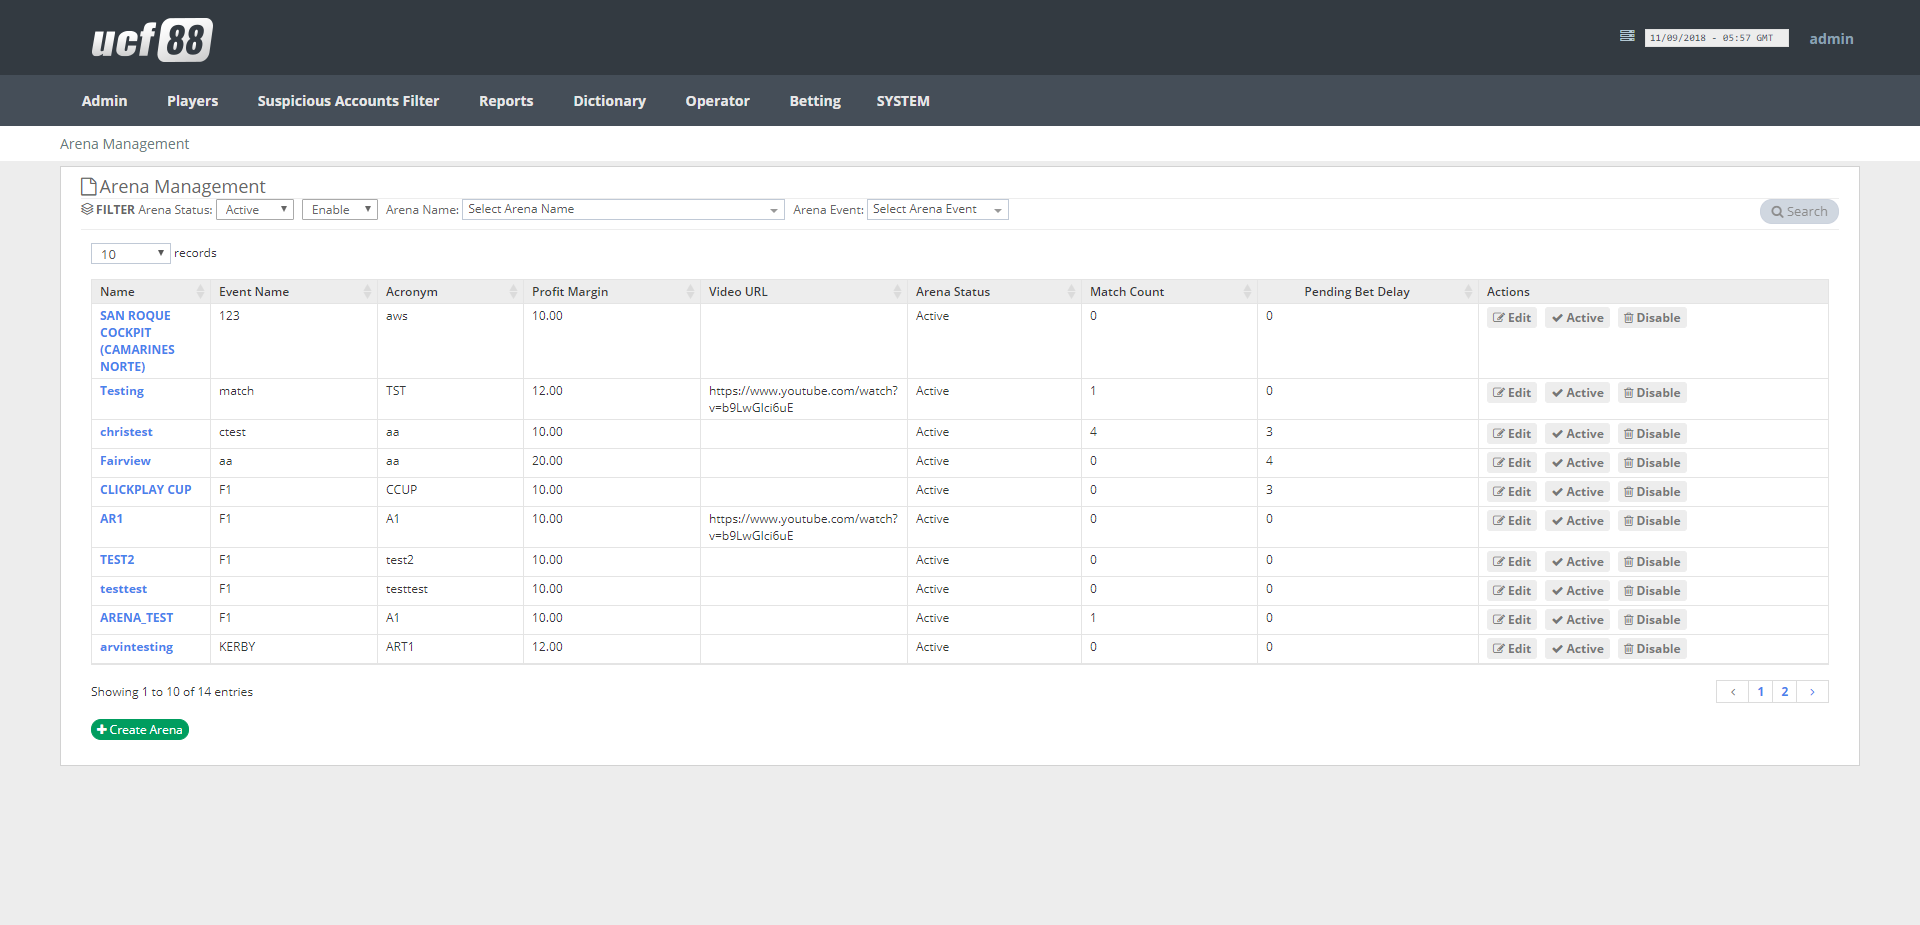 ucf 88
11/09/2018 - 05:57 GMT
admin
Admin Players Suspicious Accounts Filter Reports Dictionary Operator Betting SYSTEM
Arena Management
Arena Management
FILTER Arena Status: Active Enable Arena Name: Select Arena Name Arena Event: Select Arena Event Search
10 records
Name Event Name Acronym Profit Margin Video URL Arena Status Match Count Pending Bet Delay Actions
SAN ROQUE 123 aws 10.00 Active 0 0 Edit Active Disable
COCKPIT
(CAMARINES
NORTE)
Testing match TST 12.00 https://www.youtube.com/watch? Active 1 0 Edit Active Disable
v=b9LwGlci6uE
christest ctest aa 10.00 Active 4 3 Edit Active Disable
Fairview aa aa 20.00 Active 0 4 Edit Active Disable
CLICKPLAY CUP F1 CCUP 10.00 Active 0 3 Edit Active Disable
AR1 F1 A1 10.00 https://www.youtube.com/watch? Active 0 0 Edit Active Disable
v=b9LwGlci6uE
TEST2 F1 test2 10.00 Active 0 0 Edit Active Disable
testtest F1 testtest 10.00 Active 0 0 Edit Active Disable
ARENA_TEST F1 A1 10.00 Active 1 0 Edit Active Disable
arvintesting KERBY ART1 12.00 Active 0 0 Edit Active Disable
Showing 1 to 10 of 14 entries
‹ 1 2 ›
Create Arena